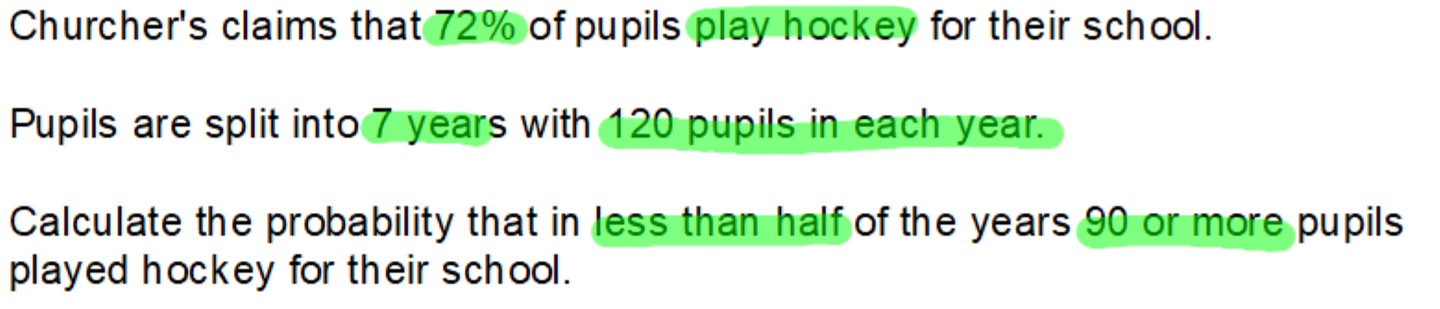 Churcher's claims that 72% of pupils play hockey for their school.
Pupils are split into 7 years with 120 pupils in each year.
Calculate the probability that in less than half of the years 90 or more pupils
played hockey for their school.